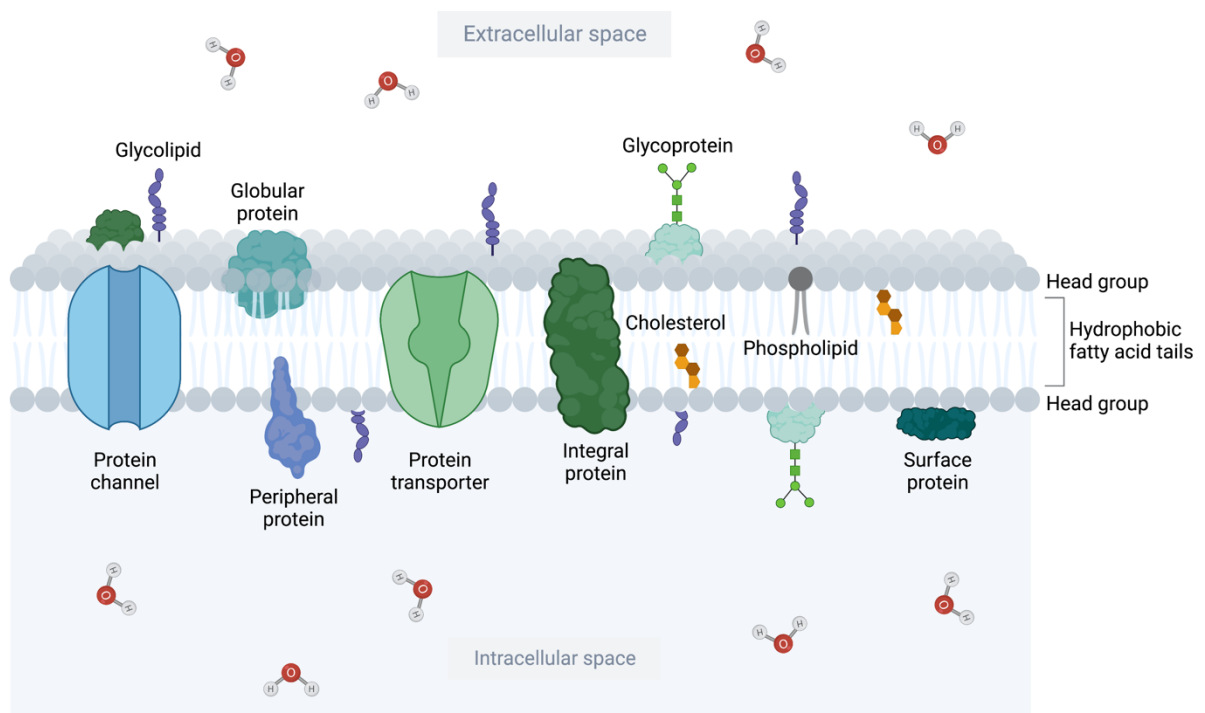 Extracellular space
H
O
H
O
H
H
H
O
H
H
H
O
Glycolipid
Glycoprotein
Globular
protein
Head group
Cholesterol
Phospholipid
Hydrophobic
fatty acid tails
Head group
Protein
channel
Peripheral
protein
Protein
transporter
Integral
protein
Surface
protein
H
O
H
H
O
H
H
O
H
H
H
O
Intracellular space
O
H
H